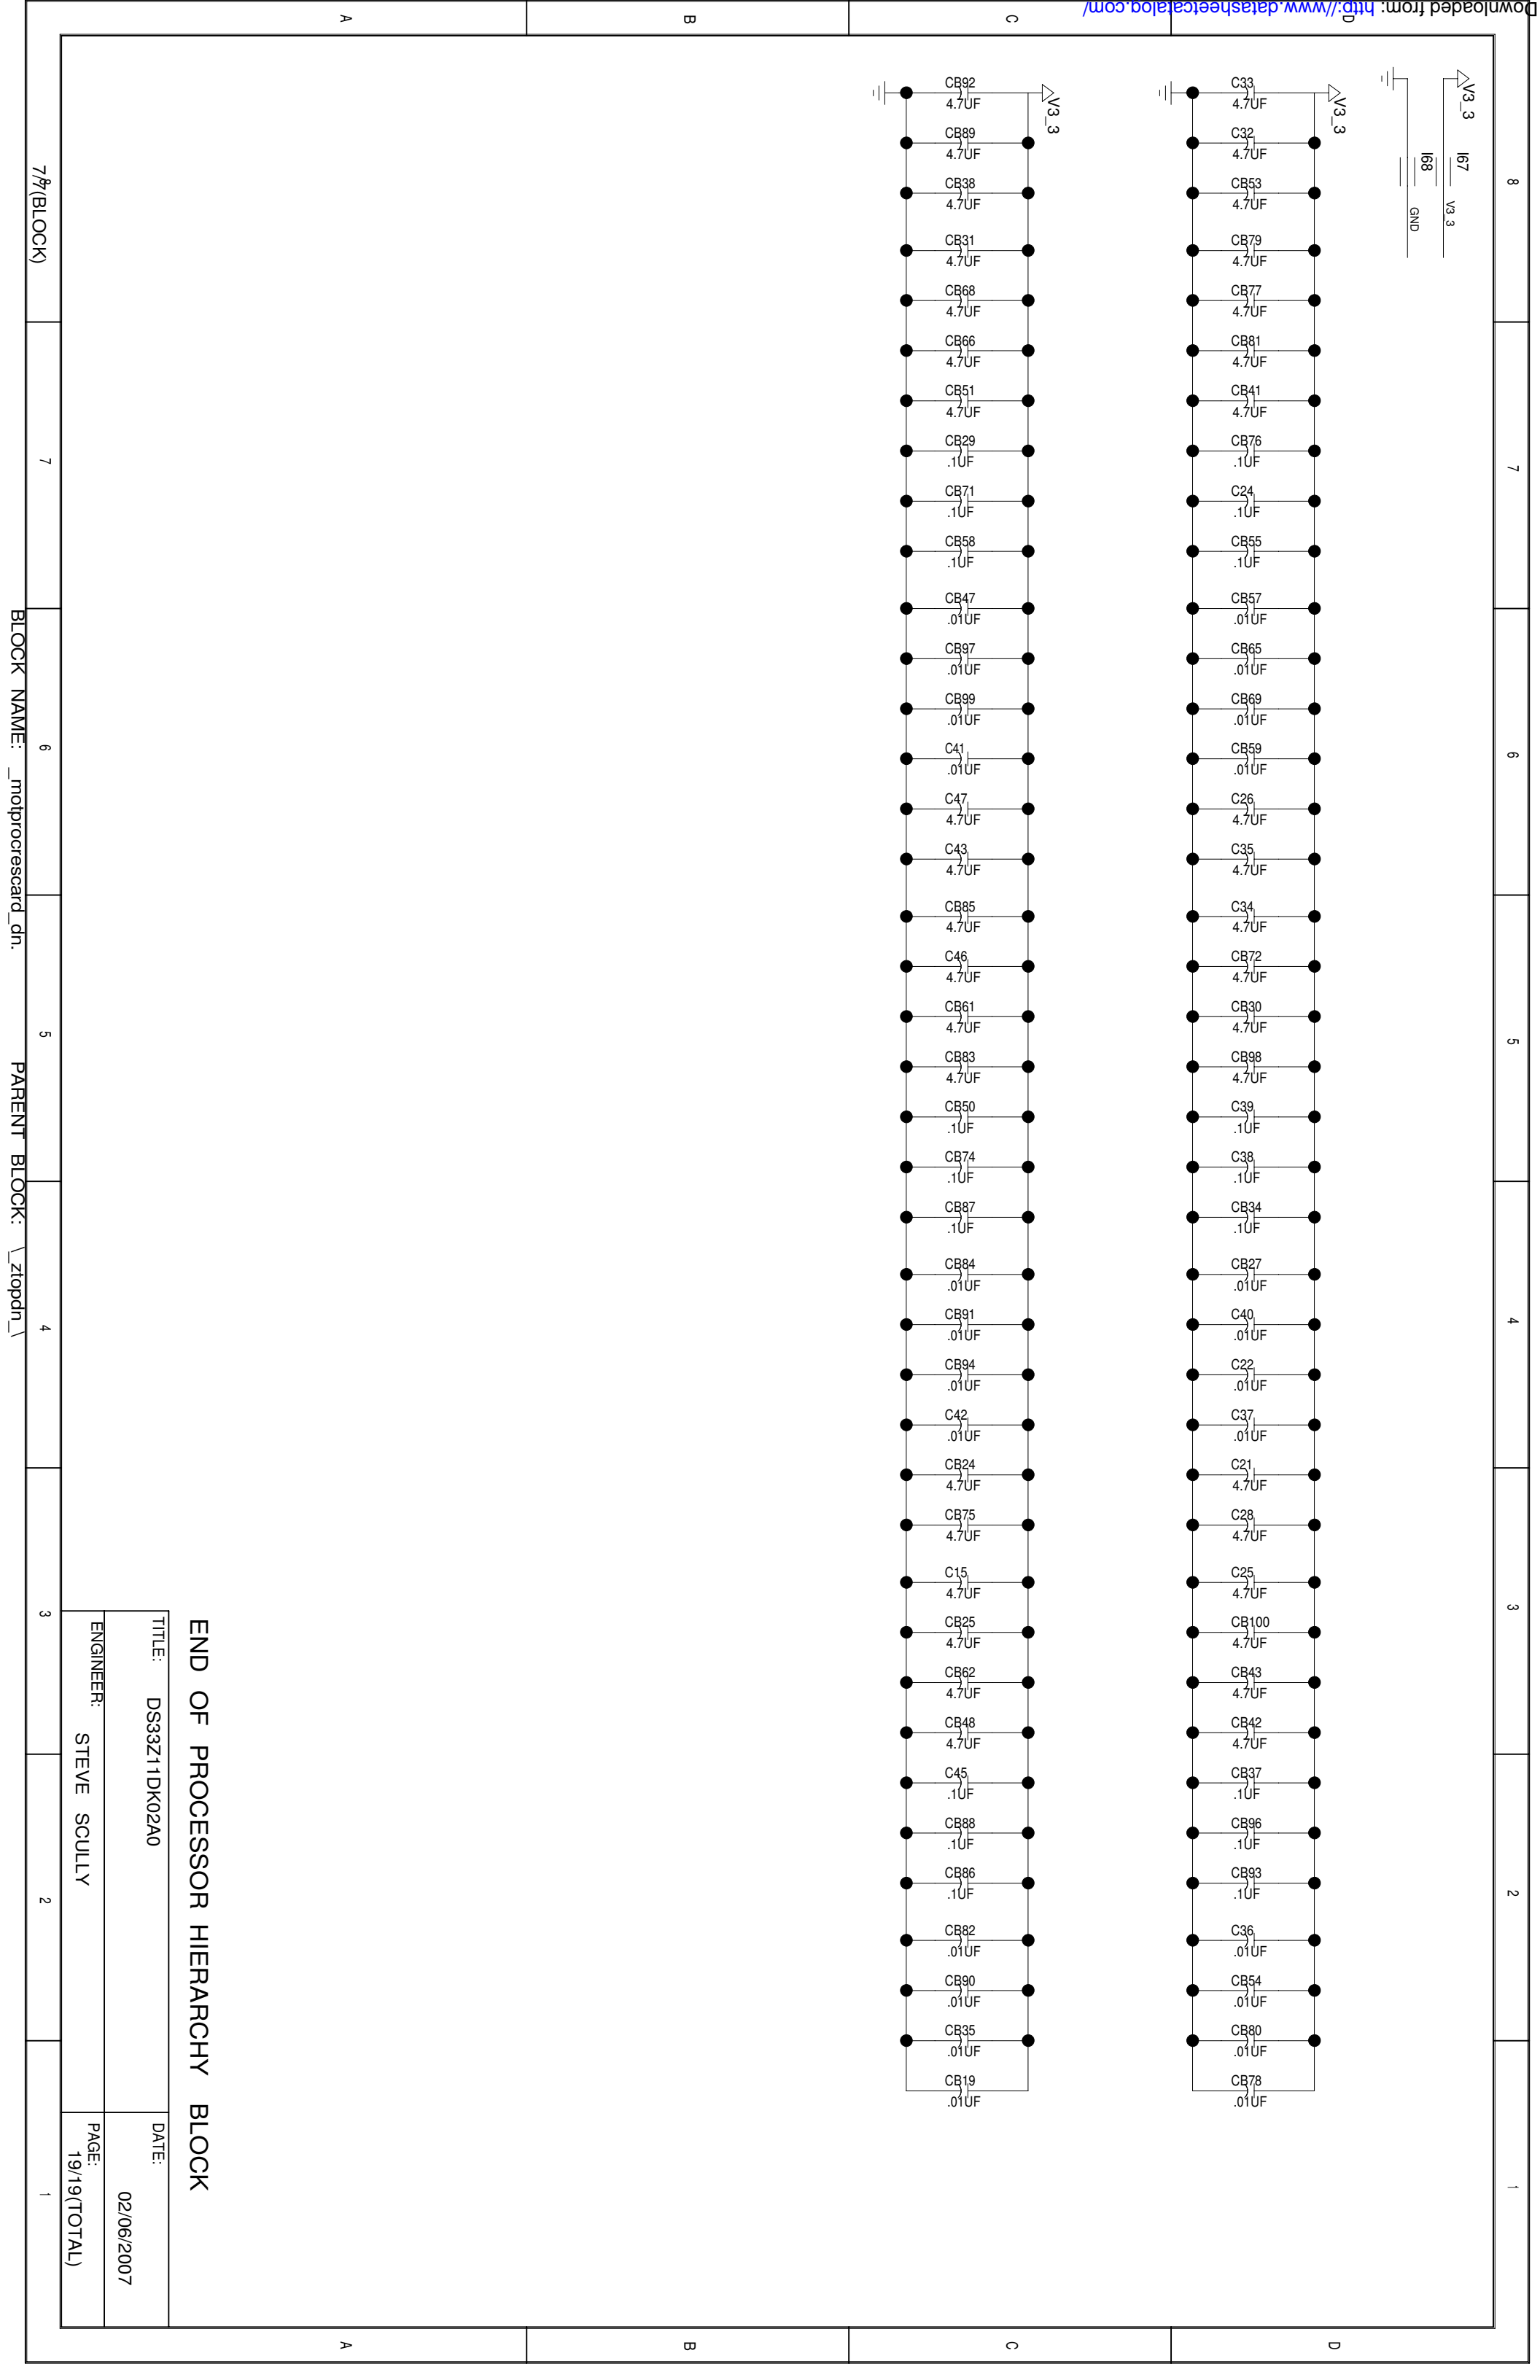 Downloaded from: http://www.datasheetcatalog.com/
D
C
B
A
8
7
6
5
4
3
2
1
V3_3
I67
V3_3
I68
GND
V3_3
C33
4.7UF
C32
4.7UF
CB53
4.7UF
CB79
4.7UF
CB77
4.7UF
CB81
4.7UF
CB41
4.7UF
CB76
.1UF
C24
.1UF
CB55
.1UF
CB57
.01UF
CB65
.01UF
CB69
.01UF
CB59
.01UF
C26
4.7UF
C35
4.7UF
C34
4.7UF
CB72
4.7UF
CB30
4.7UF
CB98
4.7UF
C39
.1UF
C38
.1UF
CB34
.1UF
CB27
.01UF
C40
.01UF
C22
.01UF
C37
.01UF
C21
4.7UF
C28
4.7UF
C25
4.7UF
CB100
4.7UF
CB43
4.7UF
CB42
4.7UF
CB37
.1UF
CB96
.1UF
CB93
.1UF
C36
.01UF
CB54
.01UF
CB80
.01UF
CB78
.01UF
V3_3
CB92
4.7UF
CB89
4.7UF
CB38
4.7UF
CB31
4.7UF
CB68
4.7UF
CB66
4.7UF
CB51
4.7UF
CB29
.1UF
CB71
.1UF
CB58
.1UF
CB47
.01UF
CB97
.01UF
CB99
.01UF
C41
.01UF
C47
4.7UF
C43
4.7UF
CB85
4.7UF
C46
4.7UF
CB61
4.7UF
CB83
4.7UF
CB50
.1UF
CB74
.1UF
CB87
.1UF
CB84
.01UF
CB91
.01UF
CB94
.01UF
C42
.01UF
CB24
4.7UF
CB75
4.7UF
C15
4.7UF
CB25
4.7UF
CB62
4.7UF
CB48
4.7UF
C45
.1UF
CB88
.1UF
CB86
.1UF
CB82
.01UF
CB90
.01UF
CB35
.01UF
CB19
.01UF
END OF PROCESSOR HIERARCHY BLOCK
TITLE: DS33Z11DK02A0
DATE: 02/06/2007
ENGINEER: STEVE SCULLY
PAGE: 19/19(TOTAL)
D
C
B
A
8
7
6
5
4
3
2
1
7/7(BLOCK)
BLOCK NAME: _motprocrescard_dn.
PARENT BLOCK: \_ztopdn_\